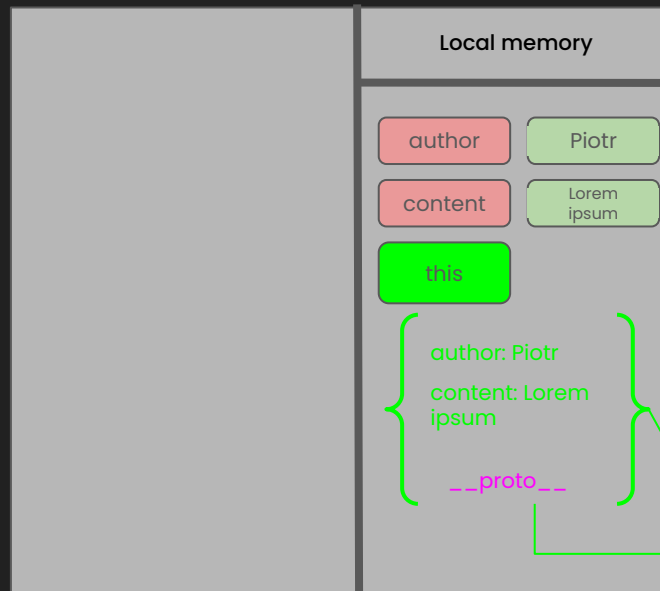 Local memory
author
Piotr
content
Lorem
ipsum
this
author: Piotr
content: Lorem
ipsum
__proto__